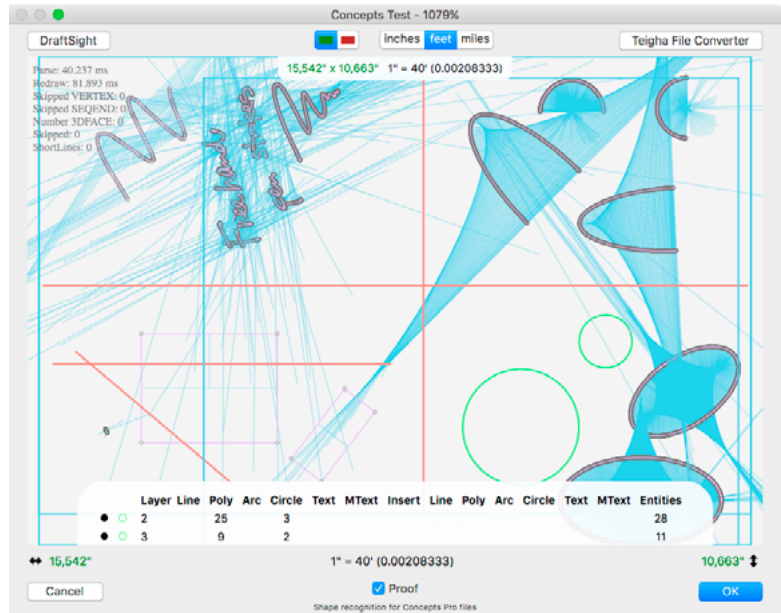 Concepts Test - 1079%
DraftSight
inches feet miles
Teigha File Converter
15,542" x 10,663" 1" = 40' (0.00208333)
Parse: 40.237 ms
Redraw: 81.893 ms
Skipped VERTEX: 0
Skipped SEQEND: 0
Number 3DFACE: 0
Skipped: 0
ShortLines: 0
Layer Line Poly Arc Circle Text MText Insert Line Poly Arc Circle Text MText Entities
2 25 3 28
3 9 2 11
15,542" 1" = 40' (0.00208333) 10,663"
Cancel
Proof
OK
Shape recognition for Concepts Pro files